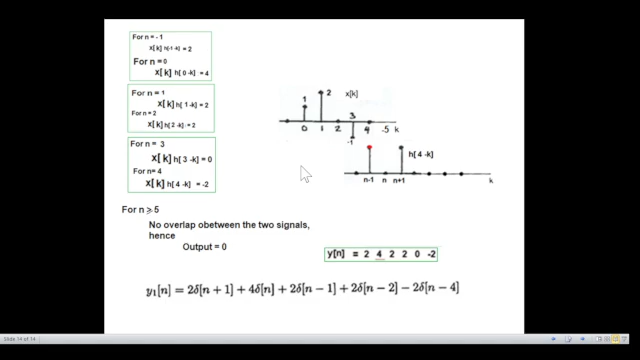 For n = - 1
x[ k] h[-1 -k] = 2
For n = 0
x[ k] h[ 0 -k] = 4
For n = 1
x[ k] h[ 1 -k] = 2
For n = 2
x[ k] h[ 2 -k] = 2
For n = 3
x[ k] h[ 3 -k] = 0
For n= 4
x[ k] h[ 4 -k] = -2
For n ≥ 5
No overlap obetween the two signals,
hence
Output = 0
1 2 x[k]
3
0 1 2 4 -5 k
-1
h[ 4 -k]
n-1 n n+1 k
y[n] = 2 4 2 2 0 -2
y₁[n] = 2δ[n + 1] + 4δ[n] + 2δ[n − 1] + 2δ[n − 2] − 2δ[n − 4]
Slide 14 of 14